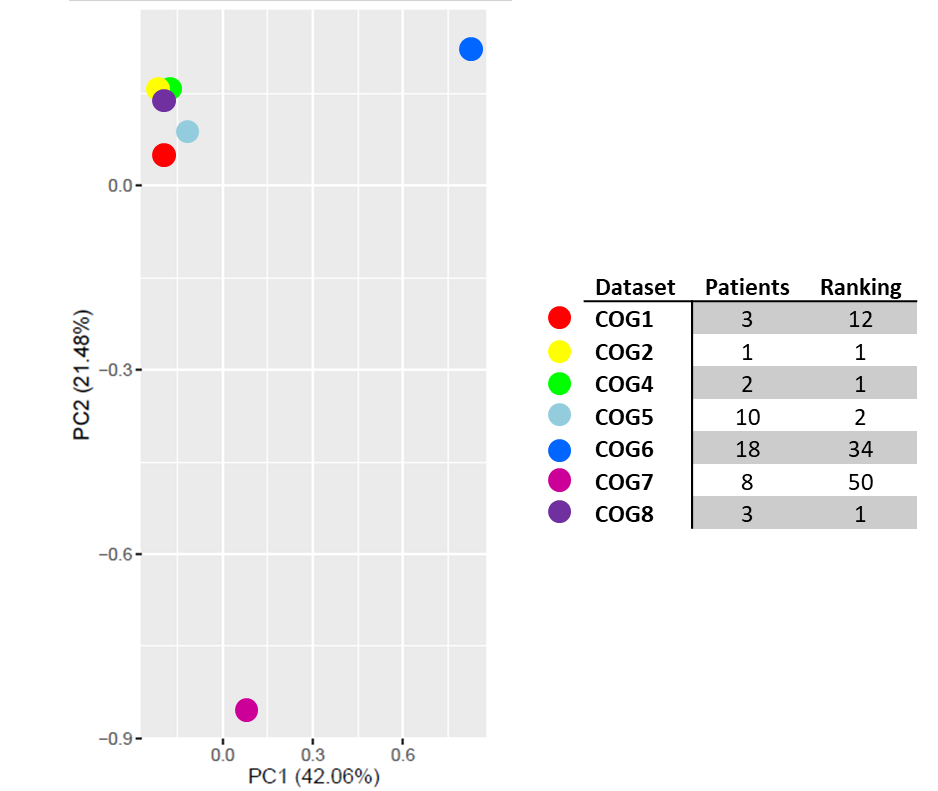 0.0
−0.3
−0.6
−0.9
PC2 (21.48%)
0.0 0.3 0.6
PC1 (42.06%)
Dataset Patients Ranking
COG1 3 12
COG2 1 1
COG4 2 1
COG5 10 2
COG6 18 34
COG7 8 50
COG8 3 1